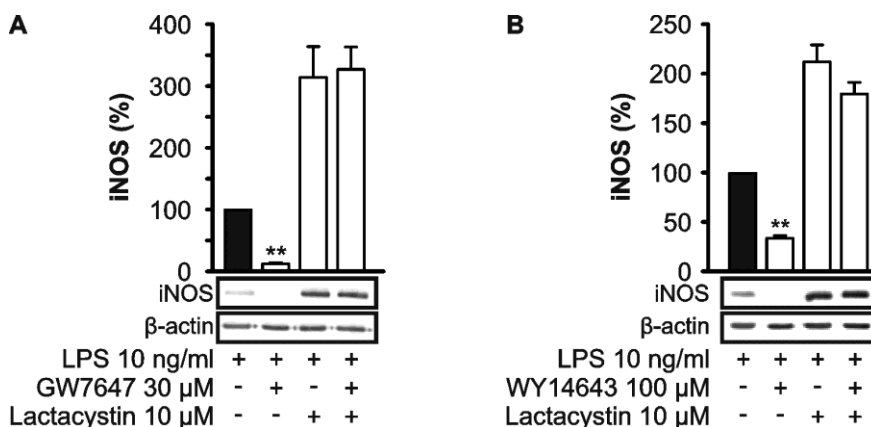 A
iNOS (%)
400
300
200
100
0
**
iNOS
β-actin
LPS 10 ng/ml + + + +
GW7647 30 µM - + - +
Lactacystin 10 µM - - + +
B
iNOS (%)
250
200
150
100
50
0
**
iNOS
β-actin
LPS 10 ng/ml + + + +
WY14643 100 µM - + - +
Lactacystin 10 µM - - + +